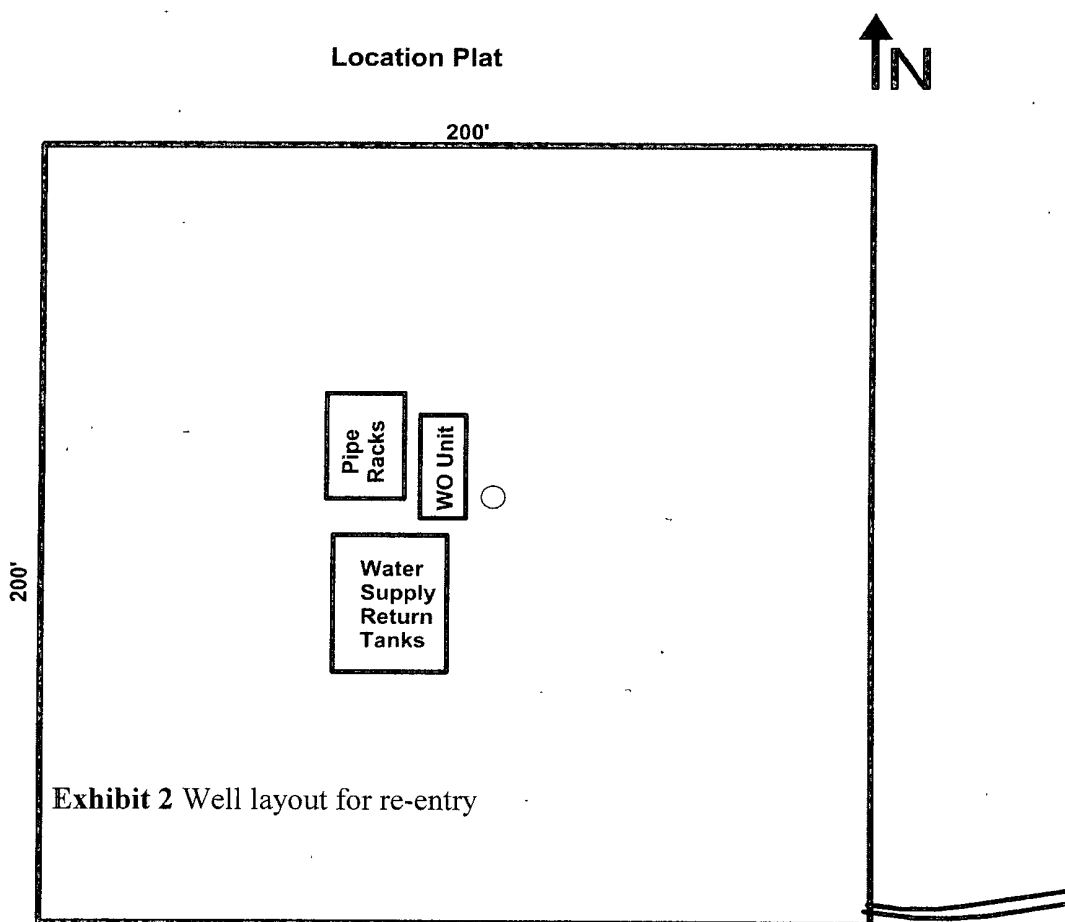 Location Plat
N
200'
Pipe
Racks
WO Unit
200'
Water
Supply
Return
Tanks
Exhibit 2 Well layout for re-entry